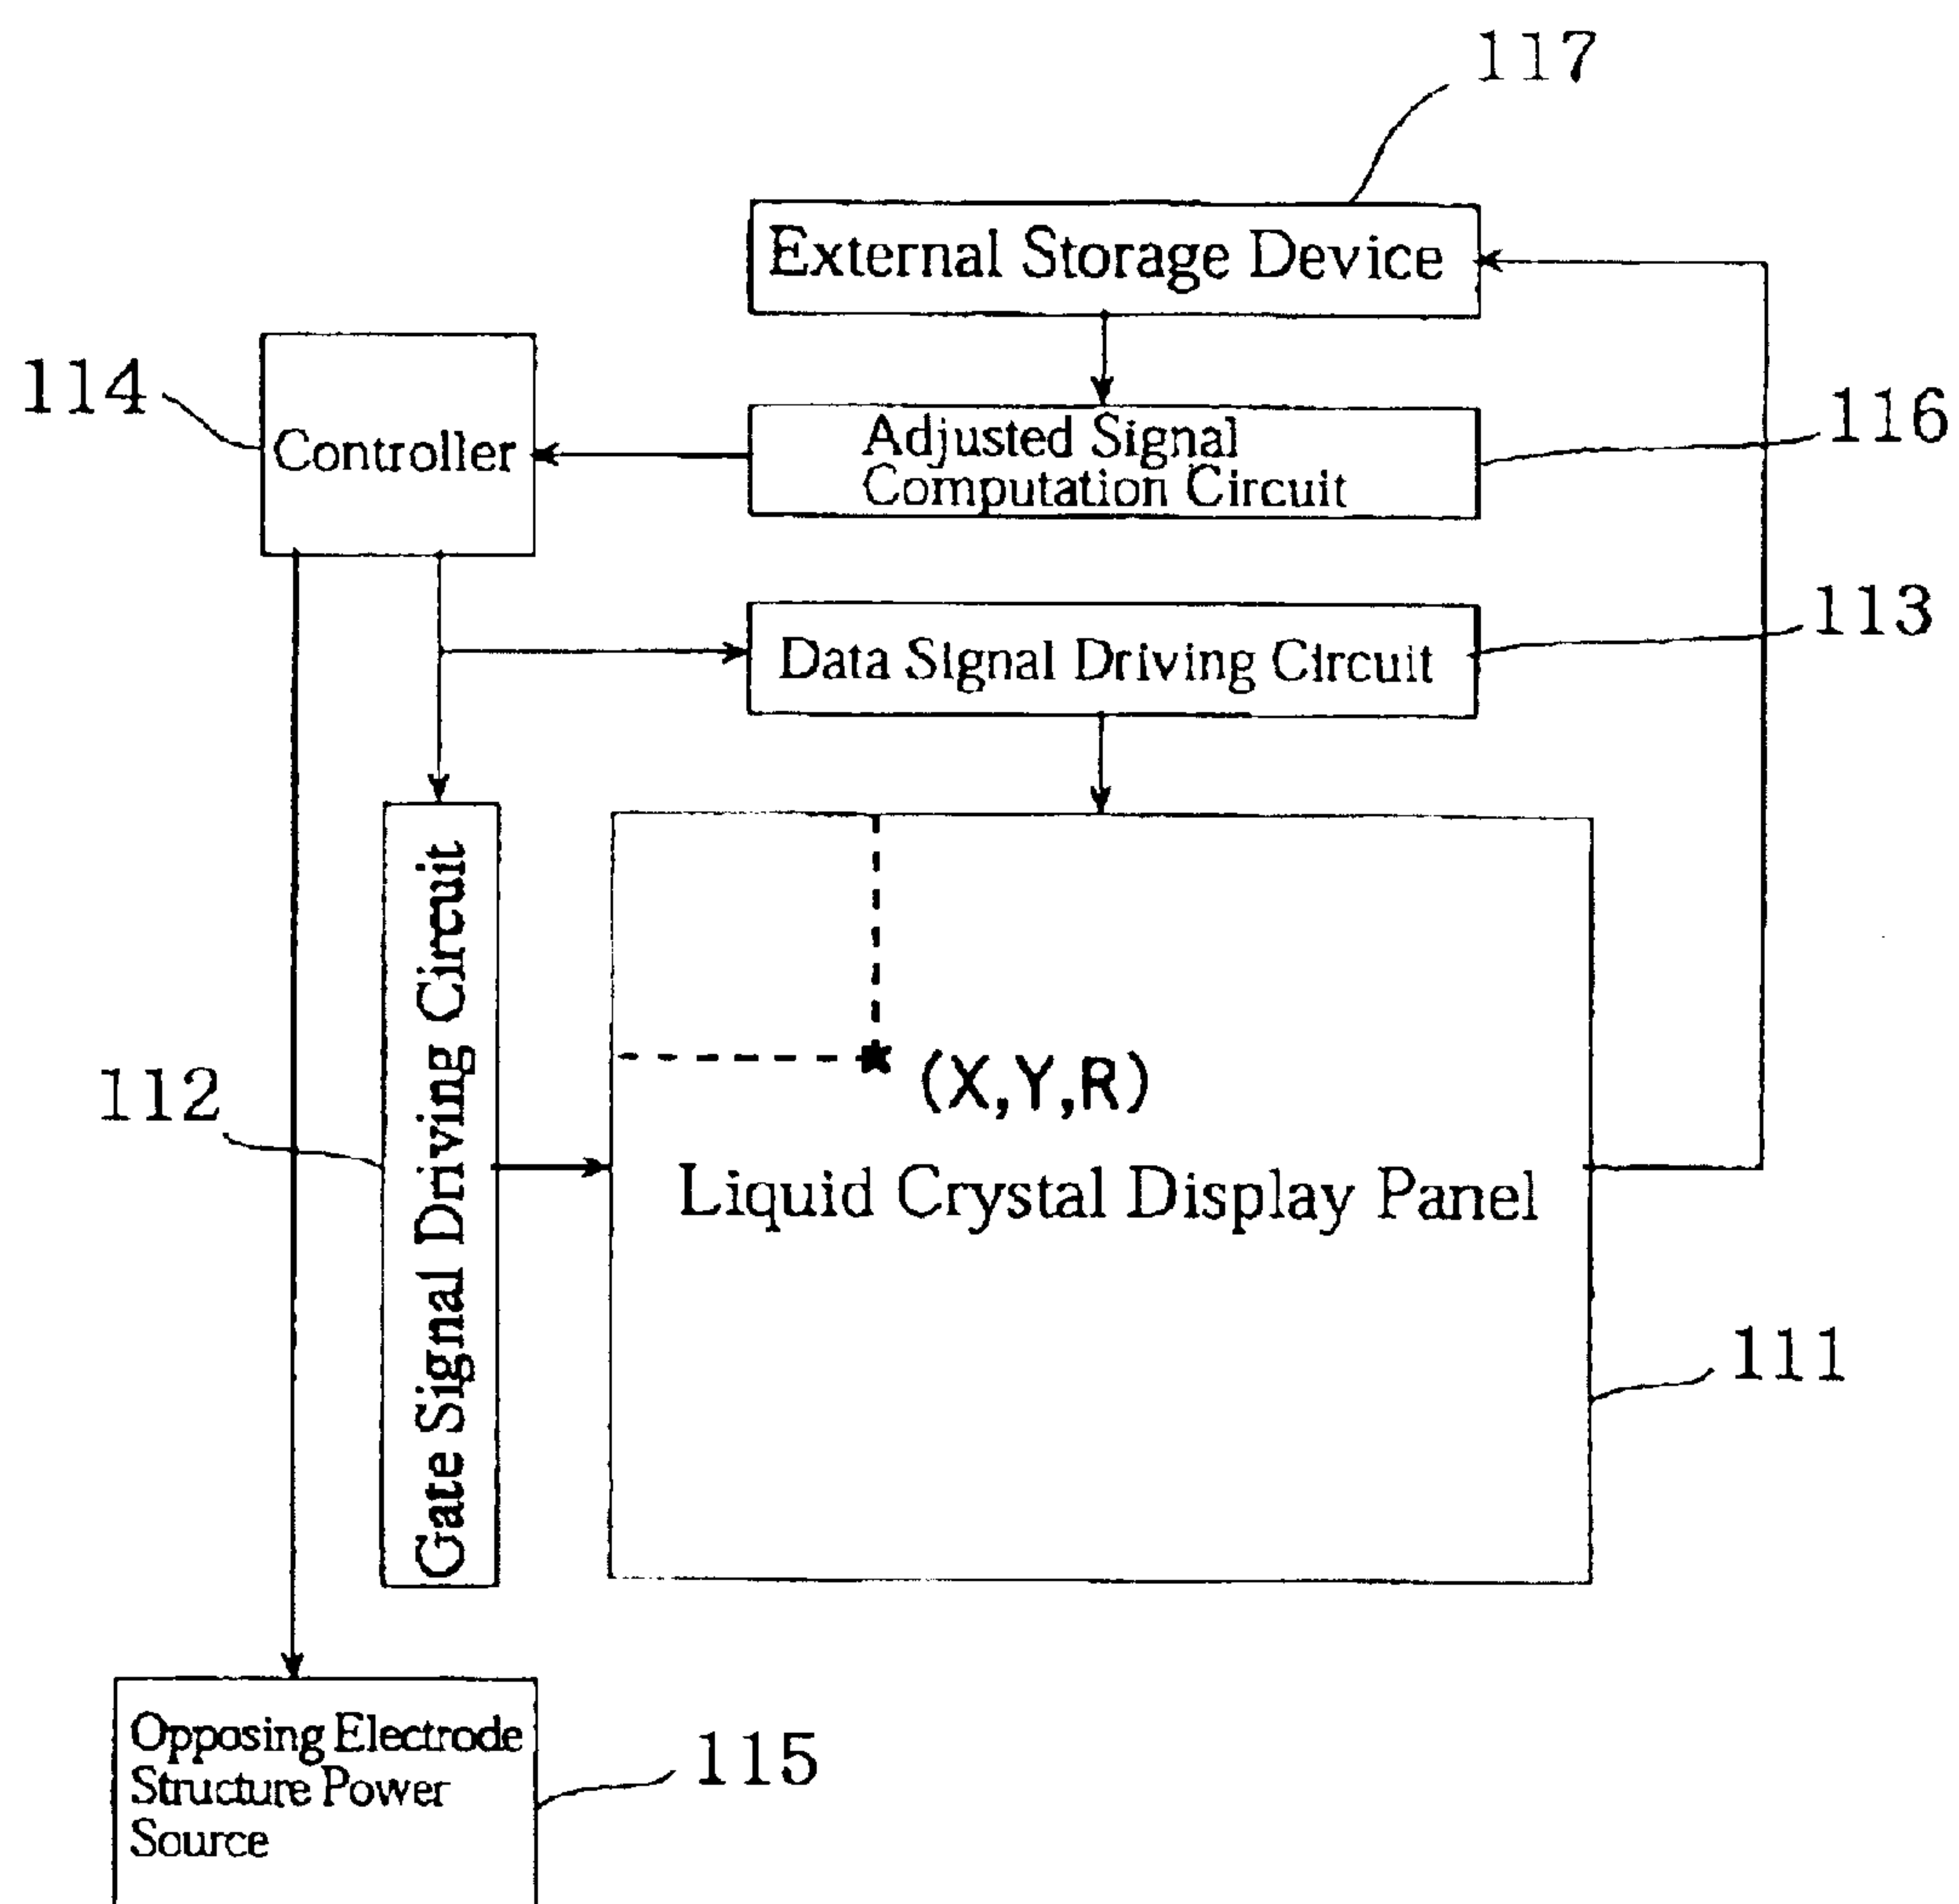 117
External Storage Device
114
Controller
Adjusted Signal
Computation Circuit
116
Data Signal Driving Circuit
113
Gate Signal Driving Circuit
112
(X,Y,R)
Liquid Crystal Display Panel
111
Opposing Electrode
Structure Power
Source
115